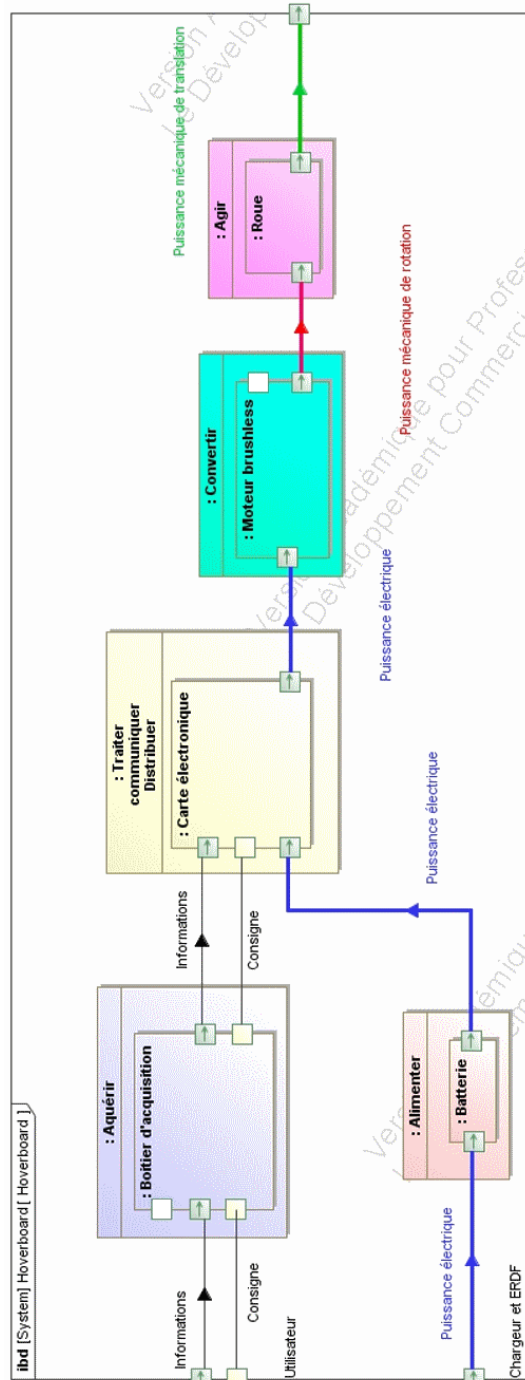 ibd [System] Hoverboard [ Hoverboard ]
Informations
Consigne
Utilisateur
: Aquérir
: Boitier d'acquisition
Informations
Consigne
: Traiter
communiquer
Distribuer
: Carte électronique
Puissance électrique
: Convertir
: Moteur brushless
Puissance mécanique de rotation
: Agir
: Roue
Puissance mécanique de translation
Puissance électrique
Chargeur et ERDF
: Alimenter
: Batterie
Puissance électrique